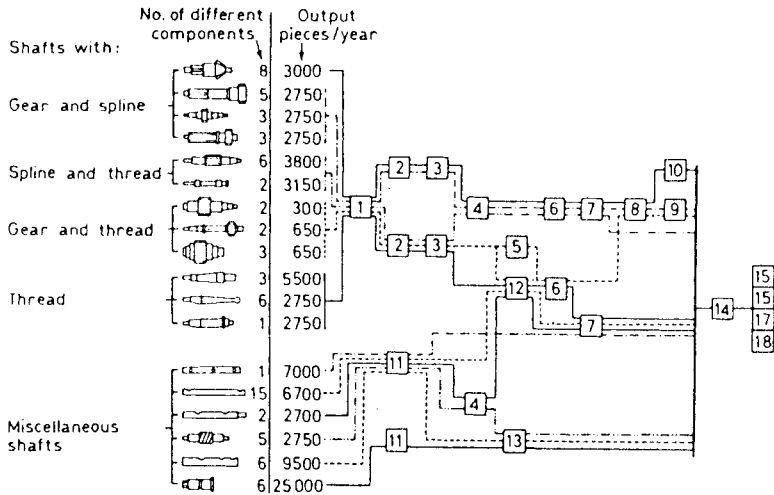 No. of different components
Output pieces/year
Shafts with:
8 3000
Gear and spline
5 2750
3 2750
3 2750
Spline and thread
6 3800
2 3150
Gear and thread
2 300
2 650
3 650
Thread
3 5500
6 2750
1 2750
Miscellaneous shafts
1 7000
15 6700
2 2700
5 2750
6 9500
6 25000
10
2 3
1 4 6 7 8 9
2 3 5
12 6
15
15
14 17
7 18
11
4
11 13